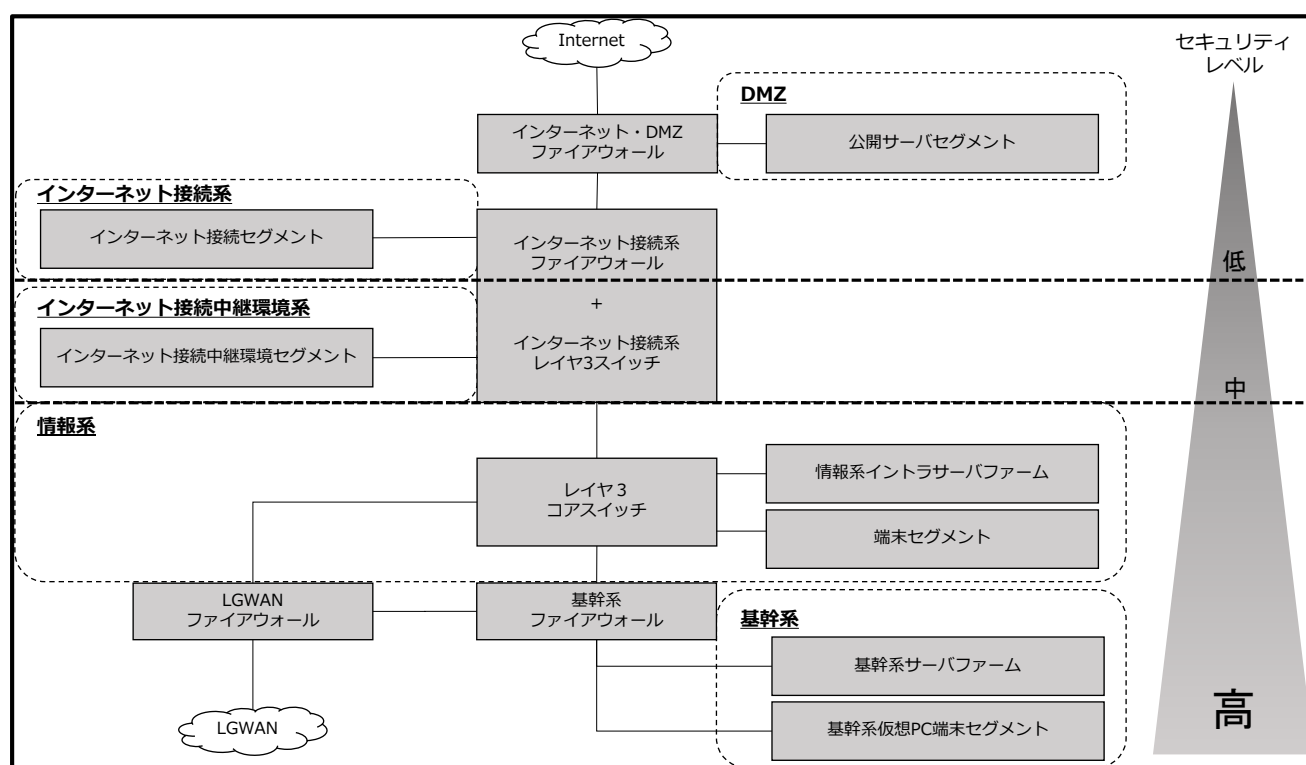 Internet
セキュリティ
レベル
DMZ
インターネット・DMZ
ファイアウォール
公開サーバセグメント
インターネット接続系
インターネット接続セグメント
インターネット接続系
ファイアウォール
低
インターネット接続中継環境系
+
インターネット接続中継環境セグメント
インターネット接続系
レイヤ3スイッチ
中
情報系
情報系イントラサーバファーム
レイヤ３
コアスイッチ
端末セグメント
LGWAN
ファイアウォール
基幹系
ファイアウォール
基幹系
基幹系サーバファーム
高
LGWAN
基幹系仮想PC端末セグメント